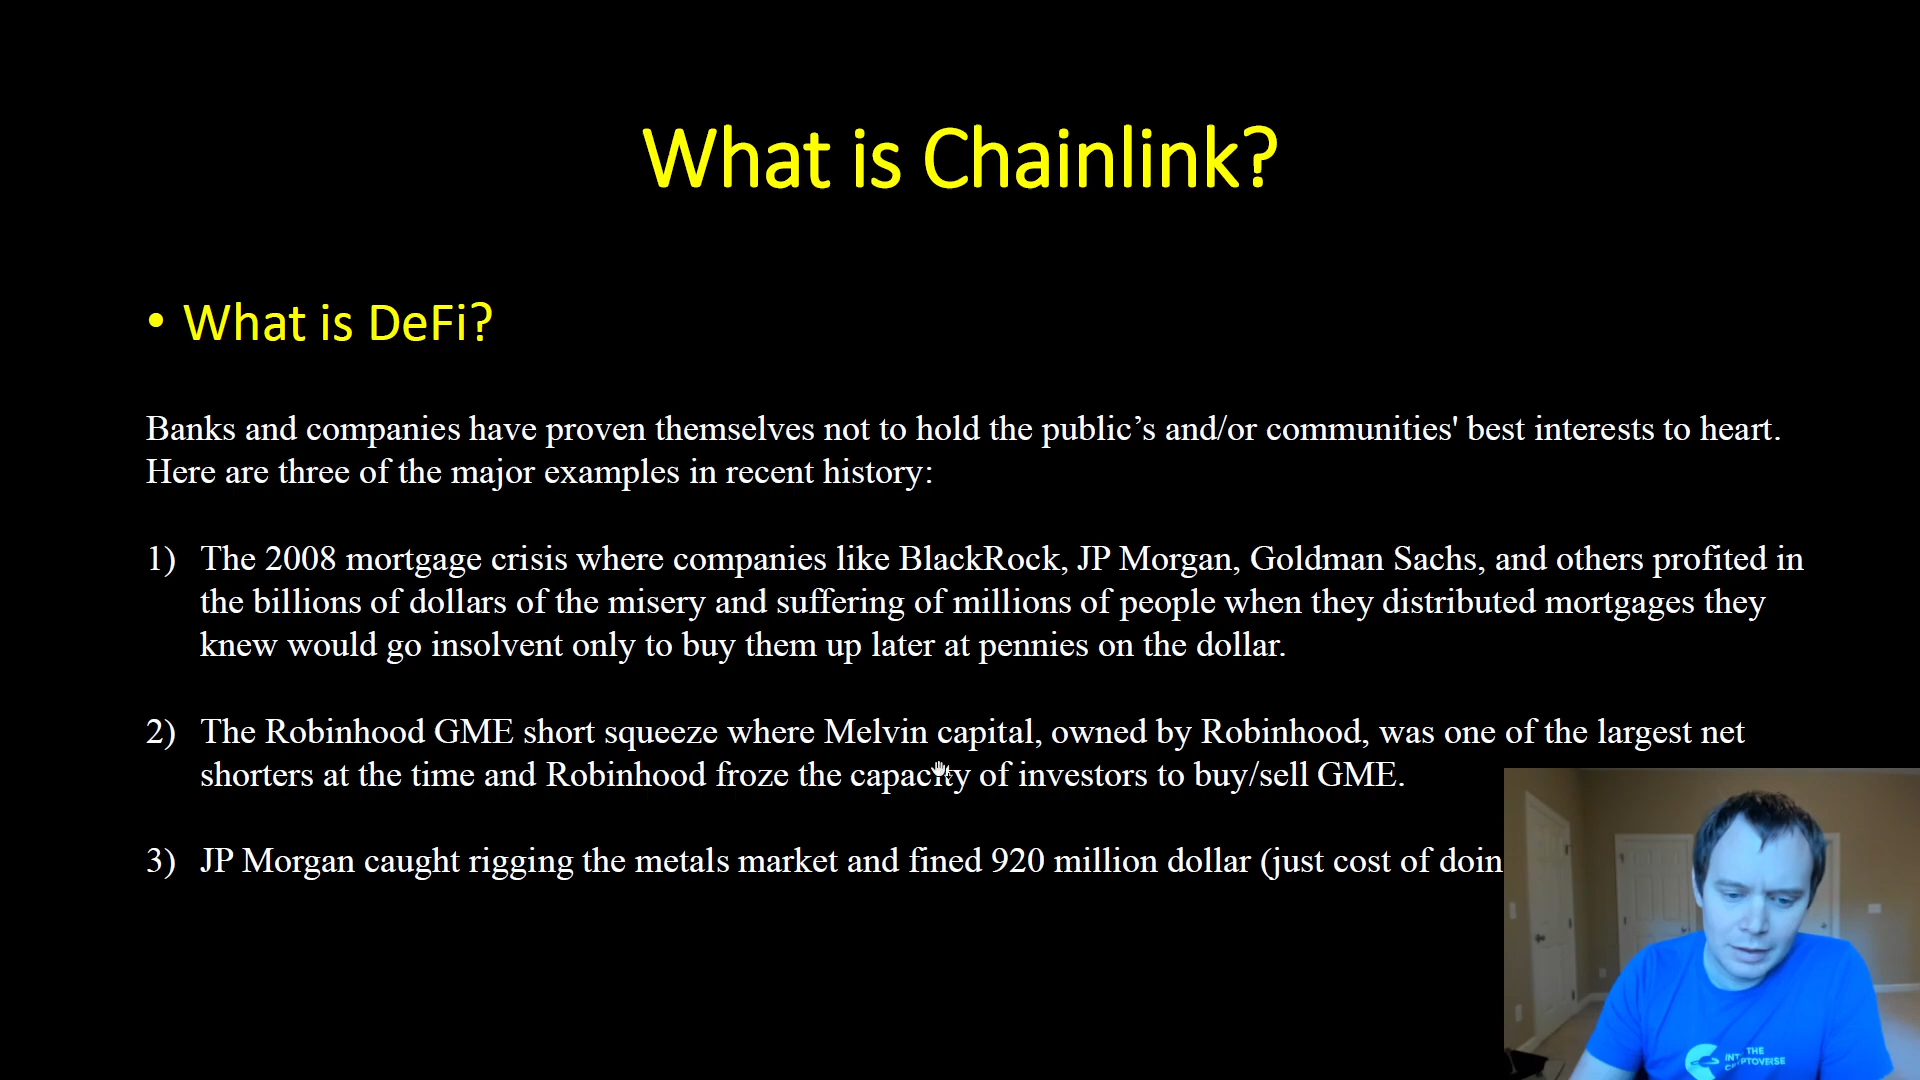 What is Chainlink?
• What is DeFi?
Banks and companies have proven themselves not to hold the public’s and/or communities' best interests to heart.
Here are three of the major examples in recent history:
1) The 2008 mortgage crisis where companies like BlackRock, JP Morgan, Goldman Sachs, and others profited in
the billions of dollars of the misery and suffering of millions of people when they distributed mortgages they
knew would go insolvent only to buy them up later at pennies on the dollar.
2) The Robinhood GME short squeeze where Melvin capital, owned by Robinhood, was one of the largest net
shorters at the time and Robinhood froze the capacity of investors to buy/sell GME.
3) JP Morgan caught rigging the metals market and fined 920 million dollar (just cost of doin
INTO THE
CRYPTOVERSE